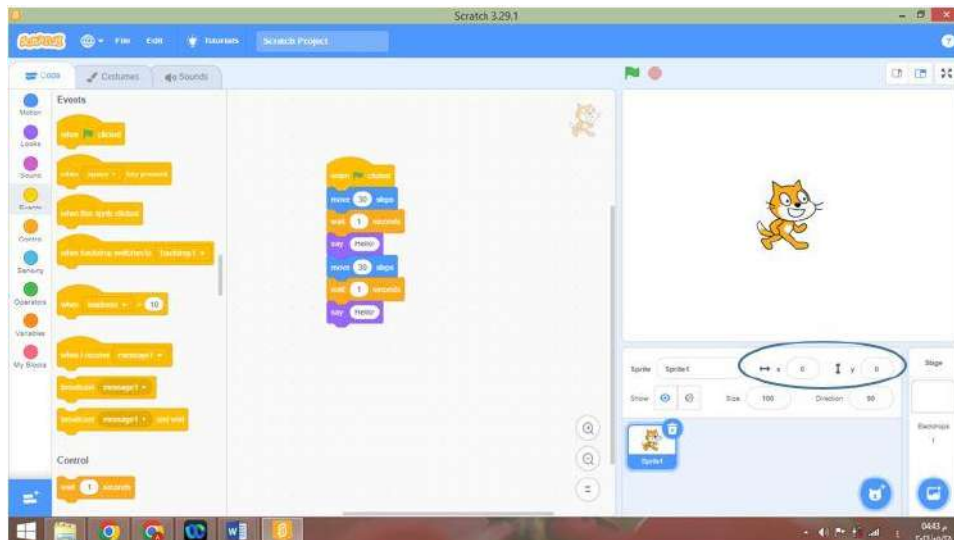 Scratch 3.29.1
SCRATCH File Edit Tutorials Scratch Project
Code Costumes Sounds
Motion
Looks
Sound
Events
Control
Sensing
Operators
Variables
My Blocks
Events
when clicked
when space key pressed
when this sprite clicked
when backdrop switches to backdrop1
when loudness > 10
when I receive message1
broadcast message1
broadcast message1 and wait
Control
wait 1 seconds
when clicked
move 30 steps
wait 1 seconds
say Hello!
move 30 steps
wait 1 seconds
say Hello!
Sprite Sprite1 x 0 y 0
Show Size 100 Direction 90
Sprite1
Stage
Backdrops
1
04:43 م